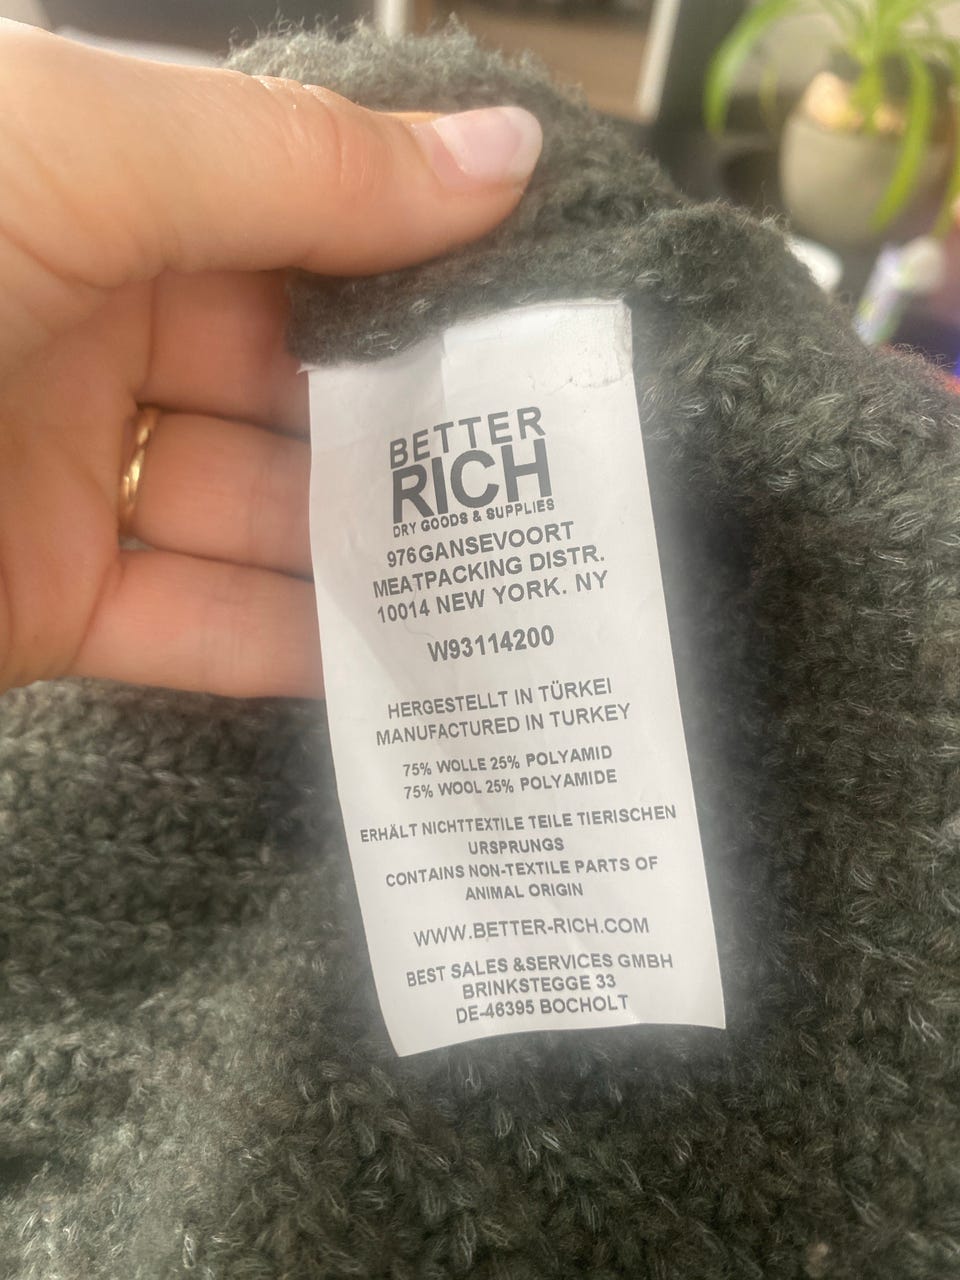 BETTER
RICH
DRY GOODS & SUPPLIES
976GANSEVOORT
MEATPACKING DISTR.
10014 NEW YORK. NY
W93114200
HERGESTELLT IN TÜRKEI
MANUFACTURED IN TURKEY
75% WOLLE 25% POLYAMID
75% WOOL 25% POLYAMIDE
ERHÄLT NICHTTEXTILE TEILE TIERISCHEN
URSPRUNGS
CONTAINS NON-TEXTILE PARTS OF
ANIMAL ORIGIN
WWW.BETTER-RICH.COM
BEST SALES &SERVICES GMBH
BRINKSTEGGE 33
DE-46395 BOCHOLT